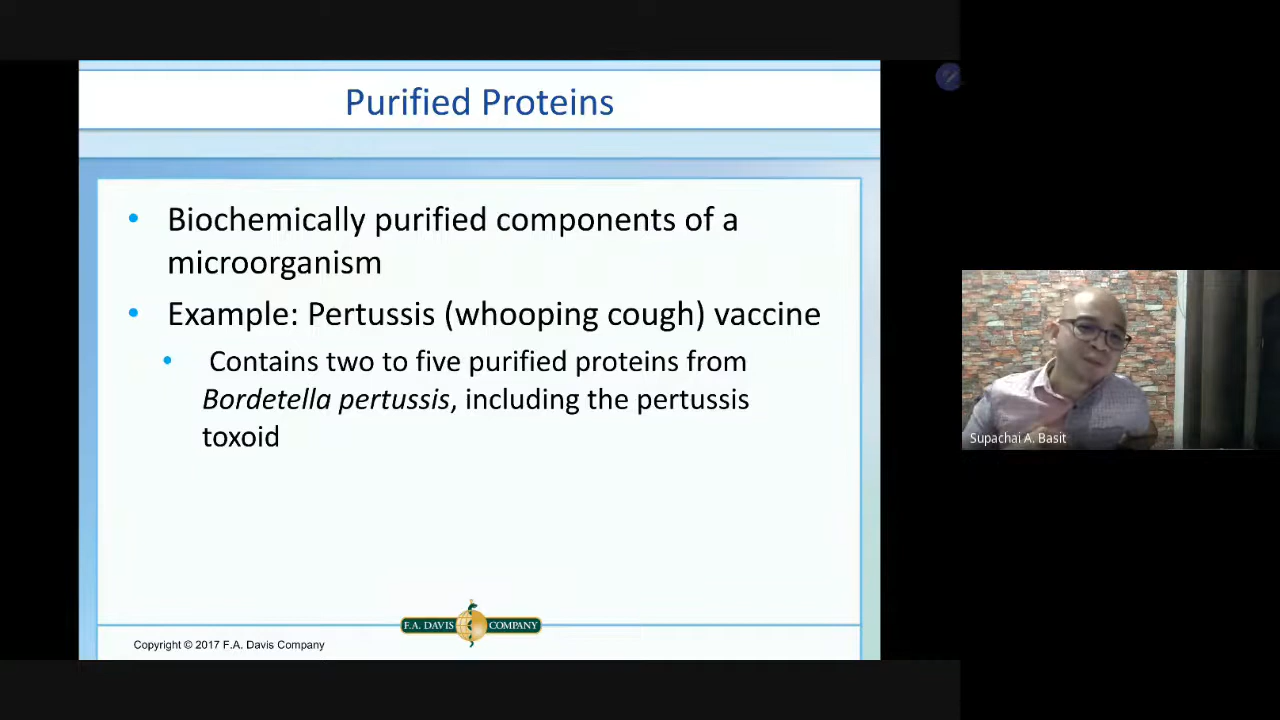 Purified Proteins
• Biochemically purified components of a
microorganism
• Example: Pertussis (whooping cough) vaccine
• Contains two to five purified proteins from
Bordetella pertussis, including the pertussis
toxoid
F.A. DAVIS COMPANY
Copyright © 2017 F.A. Davis Company
Supachai A. Basit